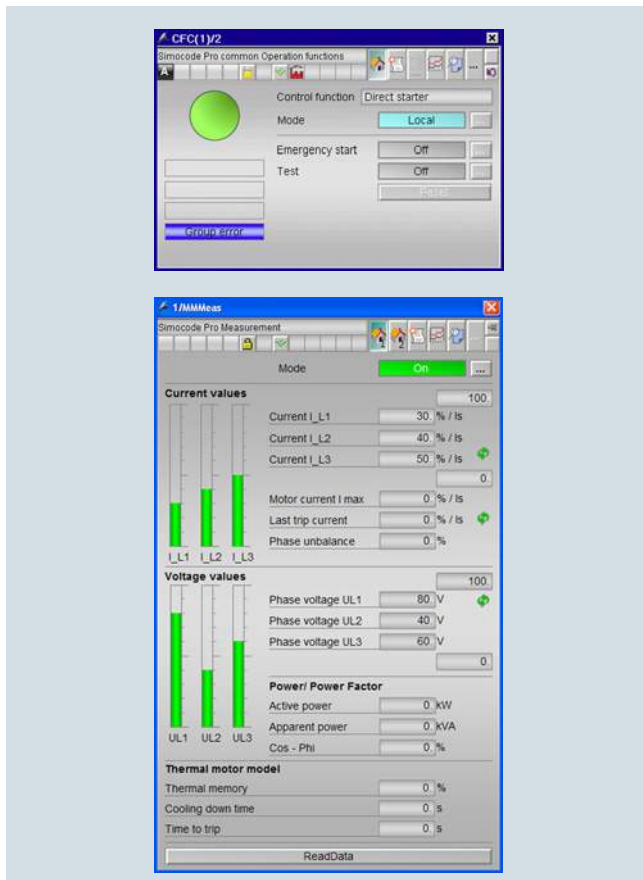 CFC(1)/2
Simocode Pro common Operation functions
A
...
Control function Direct starter
Mode Local ...
Emergency start Off ...
Test Off ...
Reset
Group error
1/MMMeas
Simocode Pro Measurement
1 2
Mode On ...
Current values
100.
Current I_L1 30. % / Is
Current I_L2 40. % / Is
Current I_L3 50. % / Is
0.
Motor current I max 0. % / Is
Last trip current 0. % / Is
Phase unbalance 0. %
I_L1 I_L2 I_L3
Voltage values
100.
Phase voltage UL1 80. V
Phase voltage UL2 40. V
Phase voltage UL3 60. V
0.
Power/ Power Factor
Active power 0. kW
Apparent power 0. kVA
Cos - Phi 0. %
UL1 UL2 UL3
Thermal motor model
Thermal memory 0. %
Cooling down time 0. s
Time to trip 0. s
ReadData